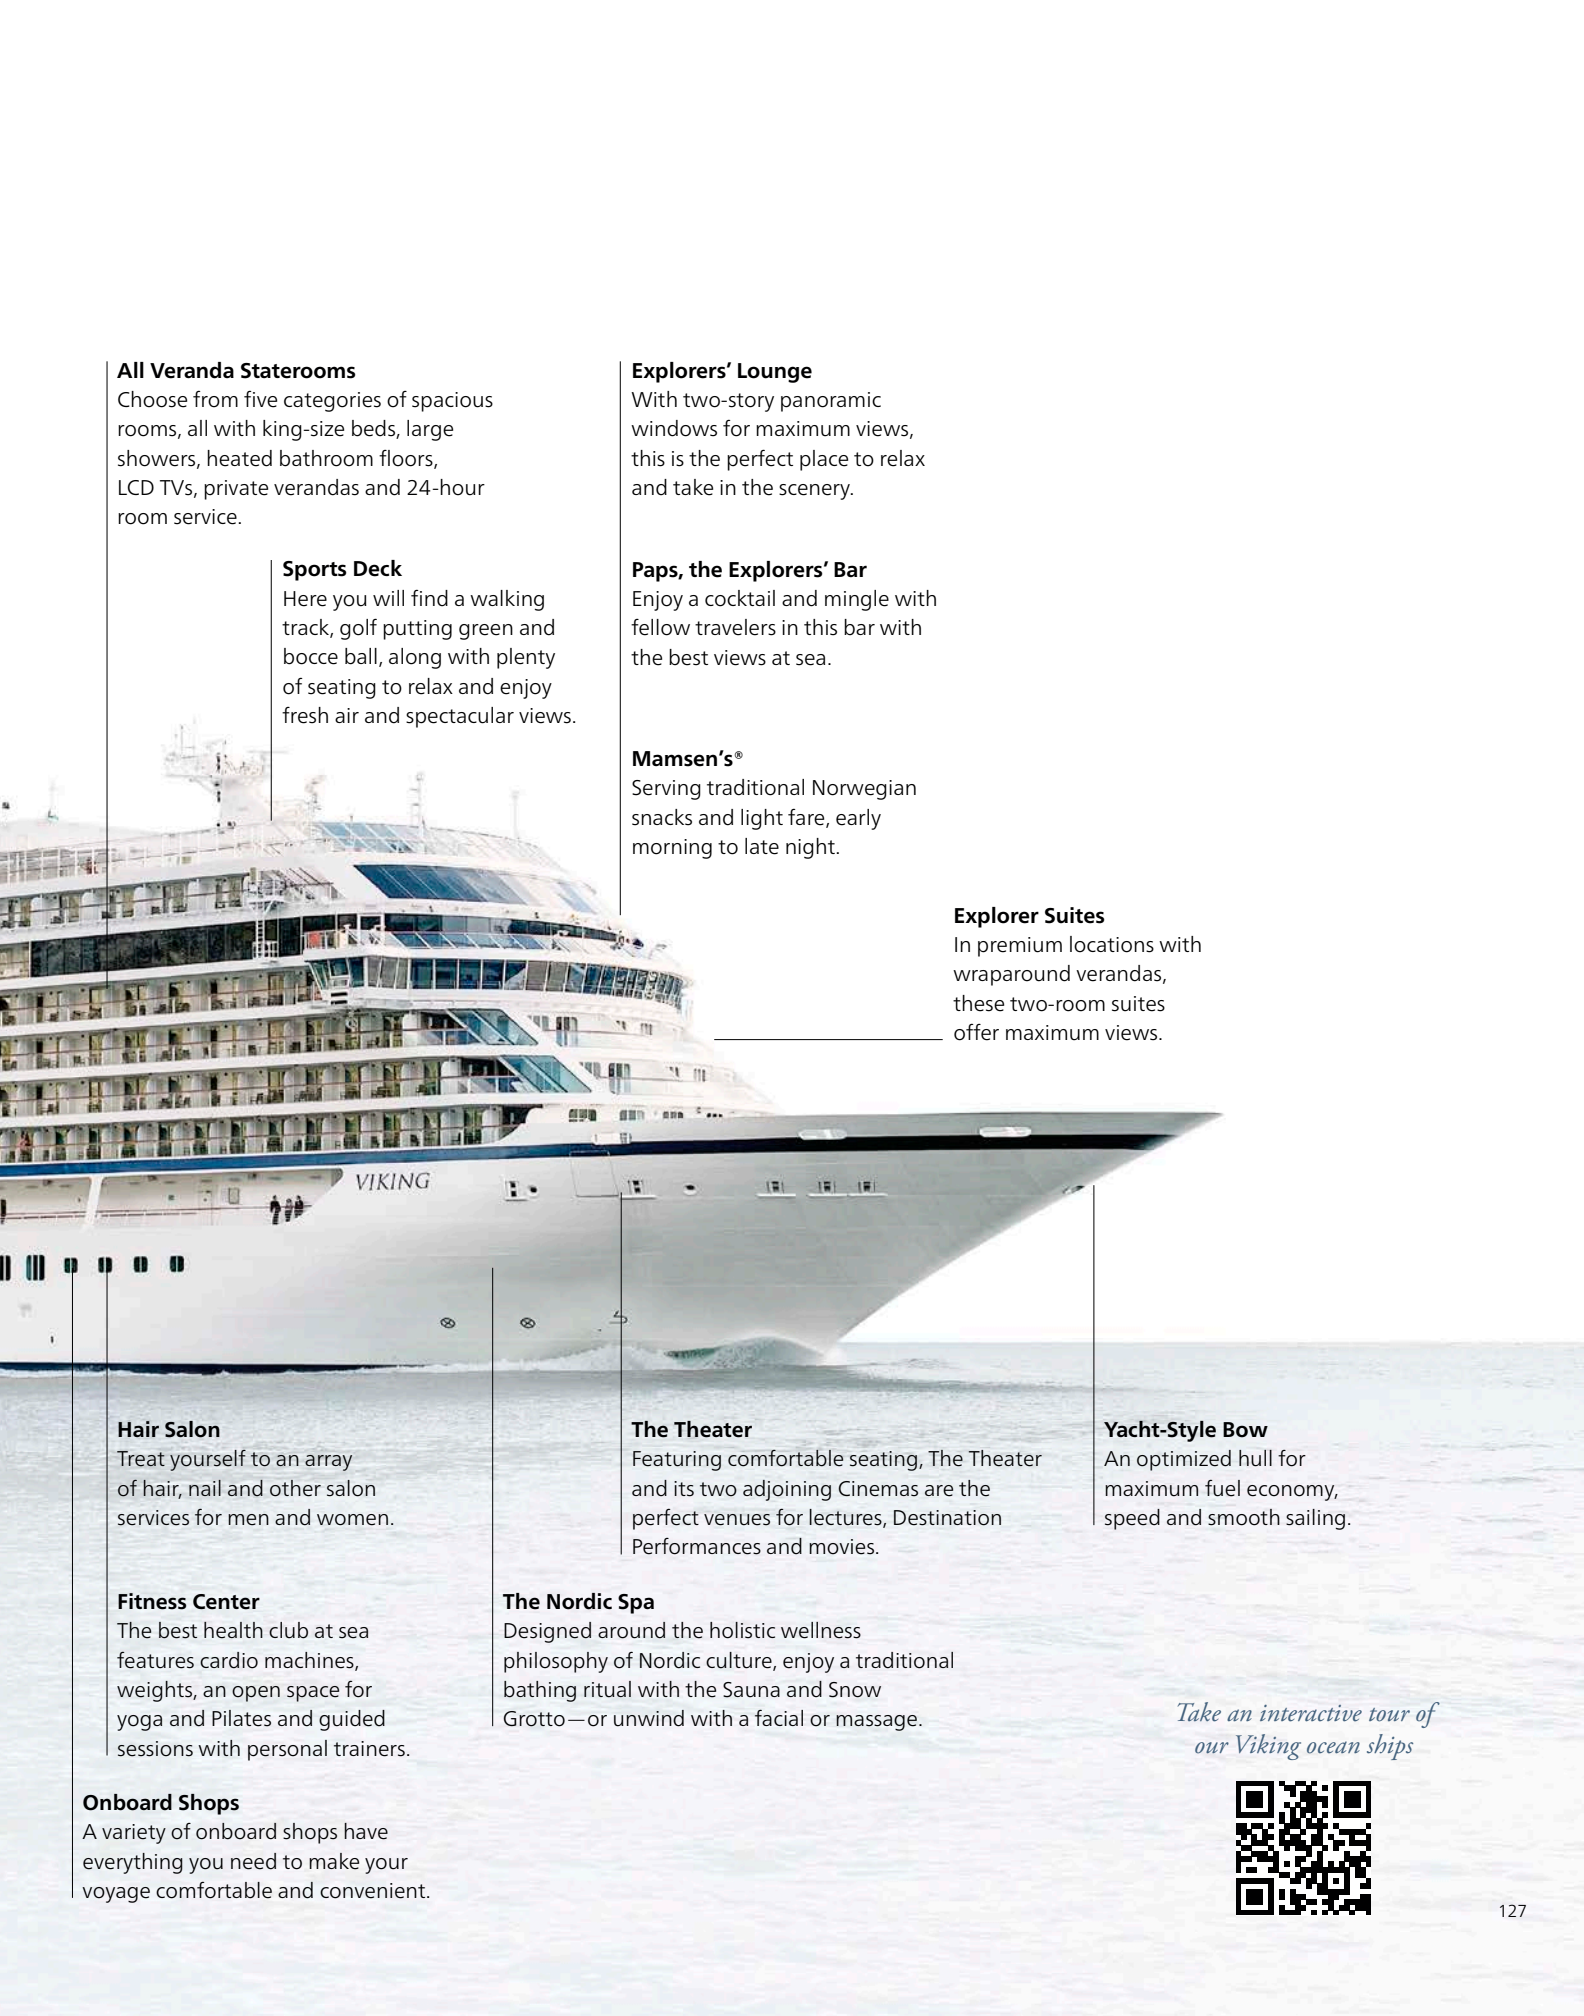 All Veranda Staterooms
Choose from five categories of spacious
rooms, all with king-size beds, large
showers, heated bathroom floors,
LCD TVs, private verandas and 24-hour
room service.
Explorers’ Lounge
With two-story panoramic
windows for maximum views,
this is the perfect place to relax
and take in the scenery.
Sports Deck
Here you will find a walking
track, golf putting green and
bocce ball, along with plenty
of seating to relax and enjoy
fresh air and spectacular views.
Paps, the Explorers’ Bar
Enjoy a cocktail and mingle with
fellow travelers in this bar with
the best views at sea.
Mamsen’s®
Serving traditional Norwegian
snacks and light fare, early
morning to late night.
Explorer Suites
In premium locations with
wraparound verandas,
these two-room suites
offer maximum views.
VIKING
Hair Salon
Treat yourself to an array
of hair, nail and other salon
services for men and women.
The Theater
Featuring comfortable seating, The Theater
and its two adjoining Cinemas are the
perfect venues for lectures, Destination
Performances and movies.
Yacht-Style Bow
An optimized hull for
maximum fuel economy,
speed and smooth sailing.
Fitness Center
The best health club at sea
features cardio machines,
weights, an open space for
yoga and Pilates and guided
sessions with personal trainers.
The Nordic Spa
Designed around the holistic wellness
philosophy of Nordic culture, enjoy a traditional
bathing ritual with the Sauna and Snow
Grotto—or unwind with a facial or massage.
Onboard Shops
A variety of onboard shops have
everything you need to make your
voyage comfortable and convenient.
Take an interactive tour of
our Viking ocean ships
127